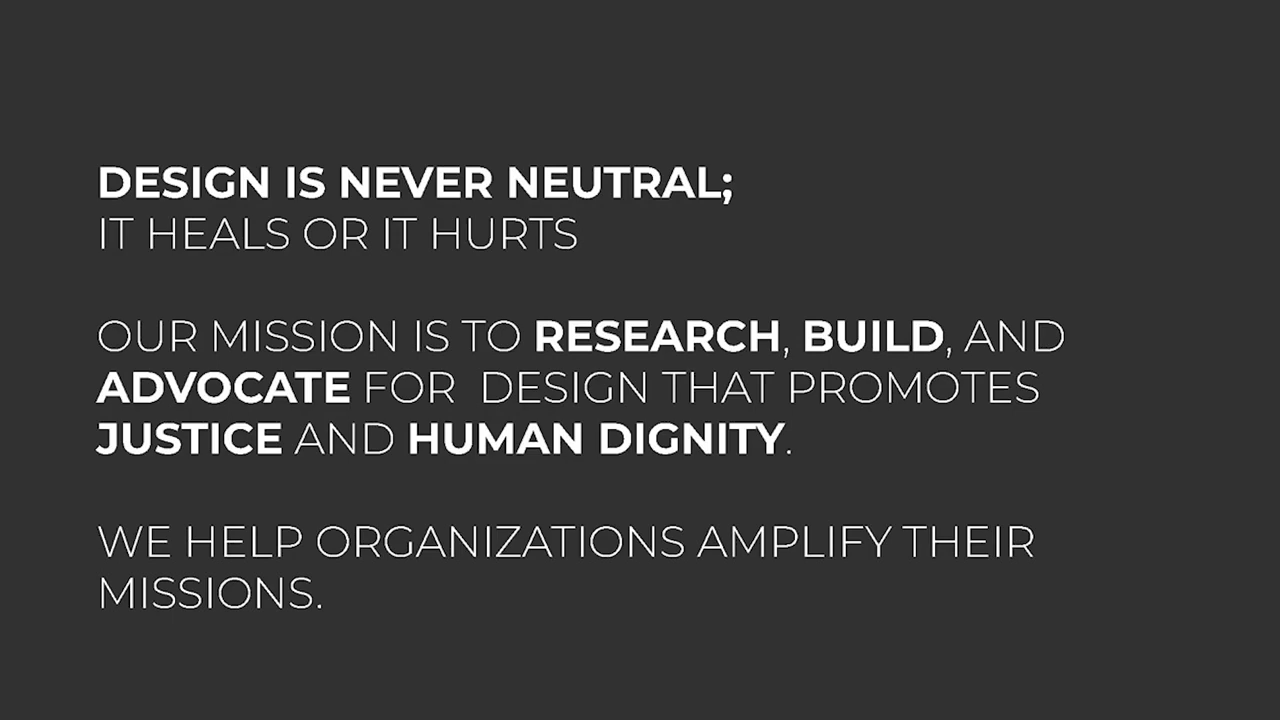 DESIGN IS NEVER NEUTRAL;
IT HEALS OR IT HURTS
OUR MISSION IS TO RESEARCH, BUILD, AND
ADVOCATE FOR  DESIGN THAT PROMOTES
JUSTICE AND HUMAN DIGNITY.
WE HELP ORGANIZATIONS AMPLIFY THEIR
MISSIONS.